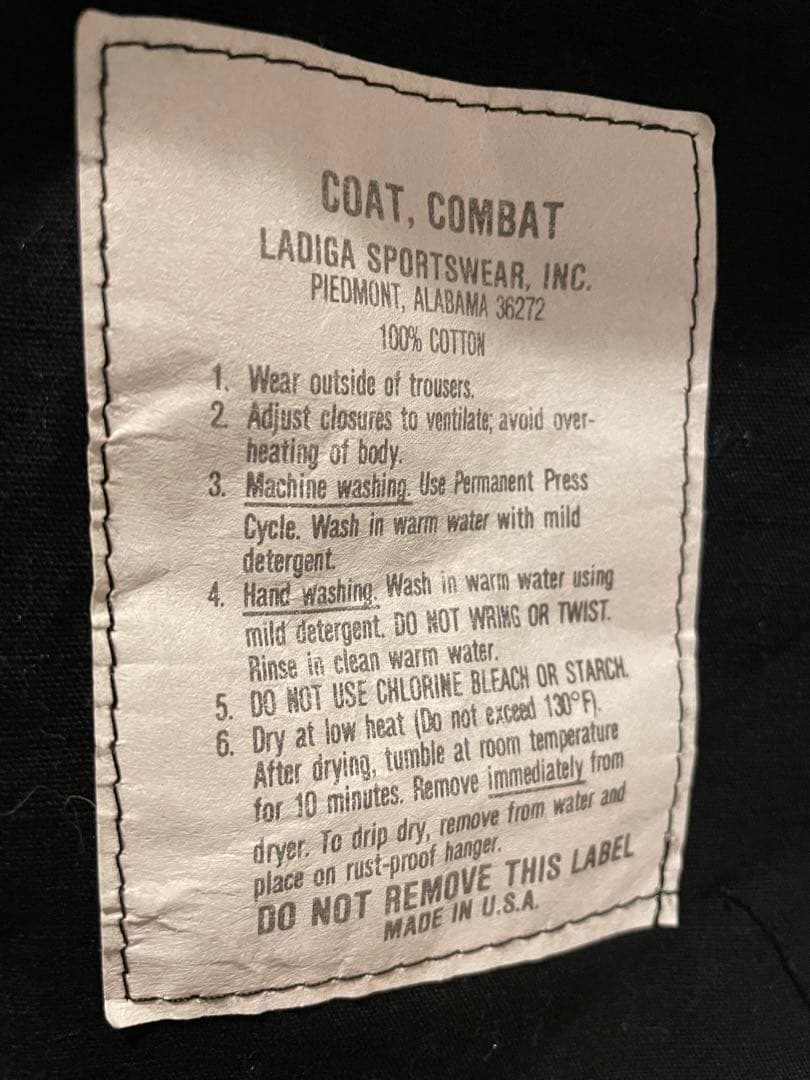 COAT, COMBAT
LADIGA SPORTSWEAR, INC.
PIEDMONT, ALABAMA 36272
100% COTTON
1. Wear outside of trousers.
2. Adjust closures to ventilate; avoid over-
heating of body.
3. Machine washing. Use Permanent Press
Cycle. Wash in warm water with mild
detergent.
4. Hand washing. Wash in warm water using
mild detergent. DO NOT WRING OR TWIST.
Rinse in clean warm water.
5. DO NOT USE CHLORINE BLEACH OR STARCH.
6. Dry at low heat (Do not exceed 130°F).
After drying, tumble at room temperature
for 10 minutes. Remove immediately from
dryer. To drip dry, remove from water and
place on rust-proof hanger.
DO NOT REMOVE THIS LABEL
MADE IN U.S.A.